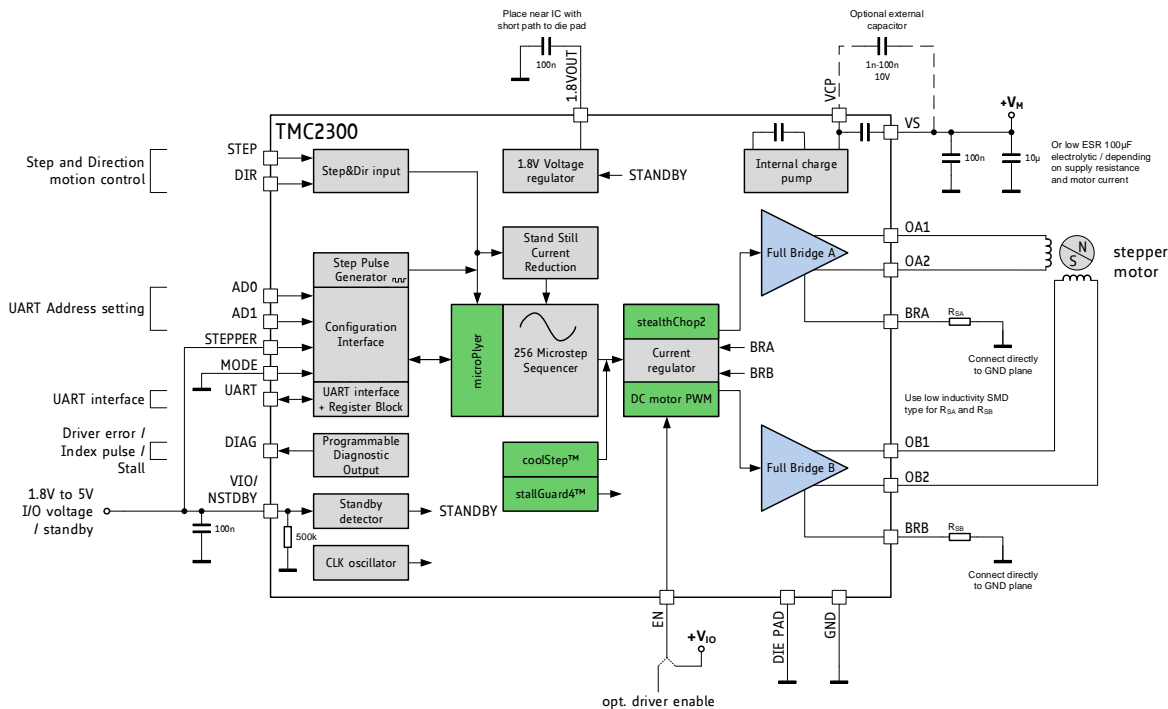 Place near IC with
short path to die pad
100n
1.8VOUT
Optional external
capacitor
1n-100n
10V
VCP
+VM
VS
100n
10µ
Or low ESR 100µF
electrolytic / depending
on supply resistance
and motor current
TMC2300
Step and Direction
motion control
STEP
DIR
Step&Dir input
1.8V Voltage
regulator
STANDBY
Internal charge
pump
Stand Still
Current
Reduction
Step Pulse
Generator
Configuration
Interface
UART interface
+ Register Block
UART Address setting
AD0
AD1
STEPPER
MODE
UART
UART interface
microPlyer
256 Microstep
Sequencer
stealthChop2
Current
regulator
DC motor PWM
BRA
BRB
Full Bridge A
OA1
OA2
BRA
RSA
Connect directly
to GND plane
N
S
stepper
motor
Use low inductivity SMD
type for RSA and RSB
Full Bridge B
OB1
OB2
BRB
RSB
Connect directly
to GND plane
Driver error /
Index pulse /
Stall
DIAG
Programmable
Diagnostic
Output
coolStep™
stallGuard4™
1.8V to 5V
I/O voltage
/ standby
VIO/
NSTDBY
100n
500k
Standby
detector
STANDBY
CLK oscillator
EN
+VIO
opt. driver enable
DIE PAD
GND